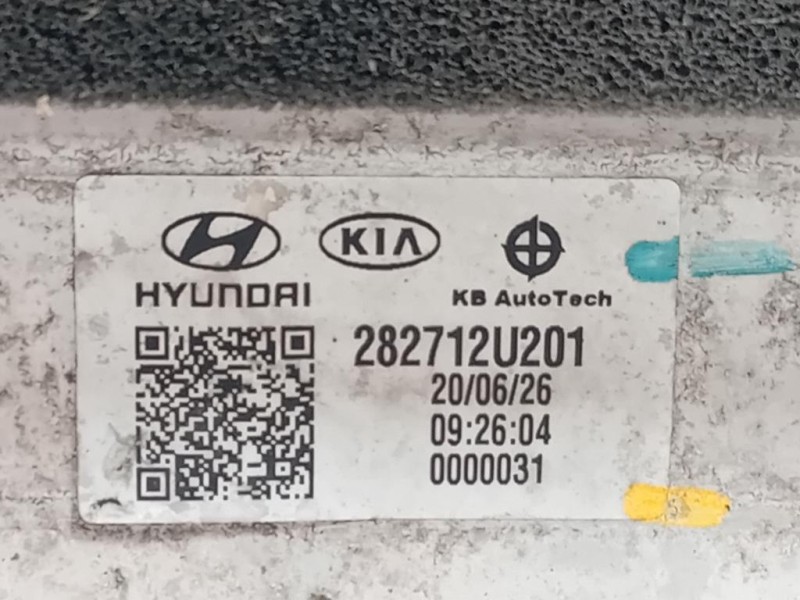 KIA
HYUNDAI
KB AutoTech
282712U201
20/06/26
09:26:04
0000031